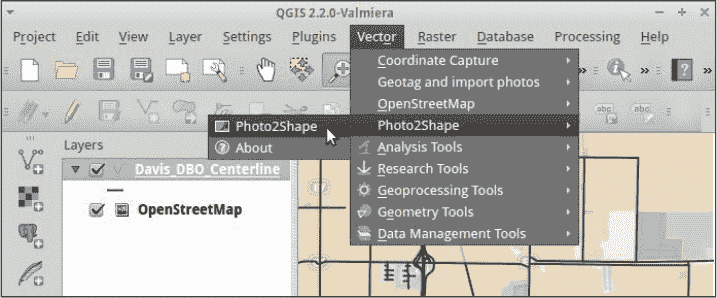 QGIS 2.2.0-Valmiera
Project Edit View Layer Settings Plugins Vector Raster Database Processing Help
Coordinate Capture
Geotag and import photos
OpenStreetMap
Photo2Shape
Analysis Tools
Research Tools
Geoprocessing Tools
Geometry Tools
Data Management Tools
Photo2Shape
About
Layers
Davis_DBO_Centerline
OpenStreetMap
abc
abc